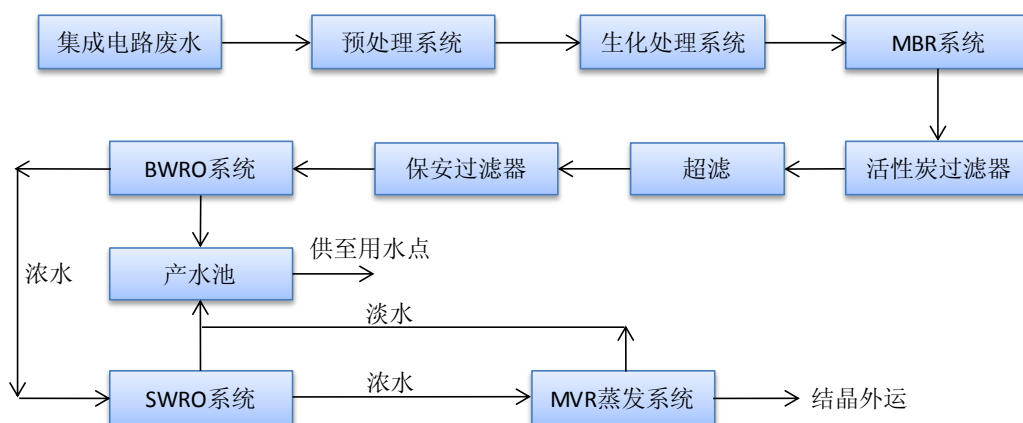 集成电路废水
预处理系统
生化处理系统
MBR系统
BWRO系统
保安过滤器
超滤
活性炭过滤器
浓水
产水池
供至用水点
淡水
SWRO系统
浓水
MVR蒸发系统
结晶外运